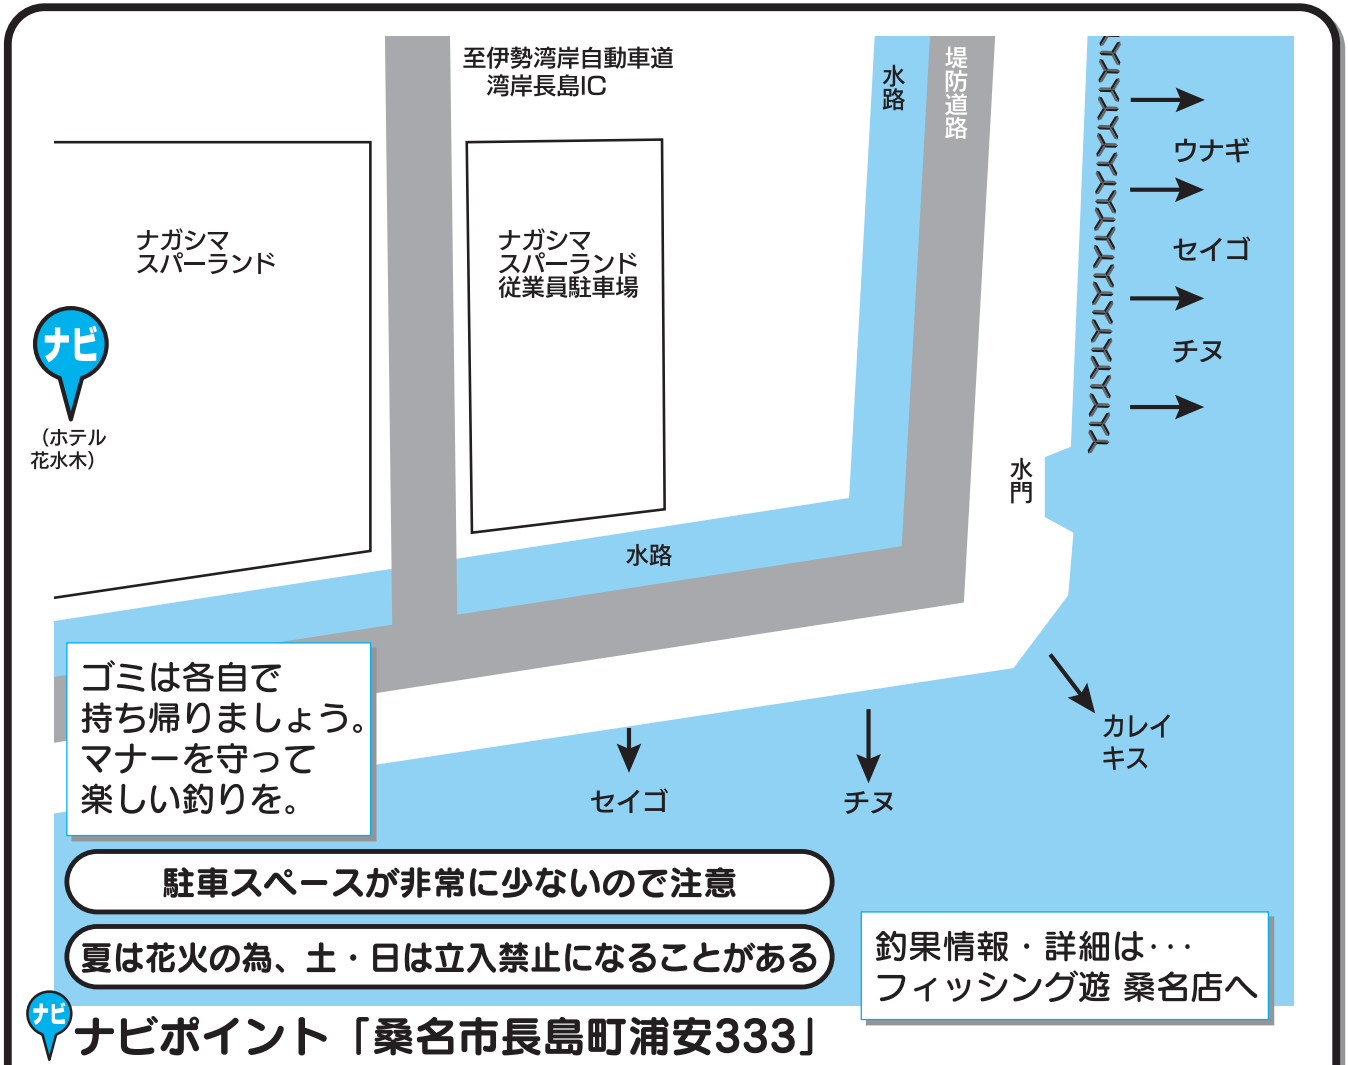 至伊勢湾岸自動車道
湾岸長島IC
水路
堤防道路
ウナギ
セイゴ
チヌ
ナガシマ
スパーランド
ナガシマ
スパーランド
従業員駐車場
ナビ
（ホテル
花水木）
水門
水路
ゴミは各自で
持ち帰りましょう。
マナーを守って
楽しい釣りを。
カレイ
キス
セイゴ
チヌ
駐車スペースが非常に少ないので注意
夏は花火の為、土・日は立入禁止になることがある
釣果情報・詳細は･･･
フィッシング遊 桑名店へ
ナビ
ナビポイント「桑名市長島町浦安333」